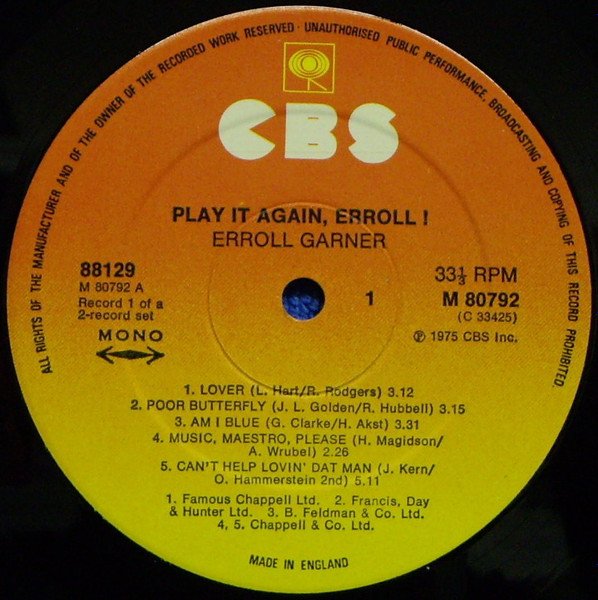 ALL RIGHTS OF THE MANUFACTURER AND OF THE OWNER OF THE RECORDED WORK RESERVED · UNAUTHORISED PUBLIC PERFORMANCE, BROADCASTING AND COPYING OF THIS RECORD PROHIBITED.
CBS
PLAY IT AGAIN, ERROLL !
ERROLL GARNER
88129
M 80792 A
Record 1 of a
2-record set
MONO
1
33⅓ RPM
M 80792
(C 33425)
℗ 1975 CBS Inc.
1. LOVER (L. Hart/R. Rodgers) 3.12
2. POOR BUTTERFLY (J. L. Golden/R. Hubbell) 3.15
3. AM I BLUE (G. Clarke/H. Akst) 3.31
4. MUSIC, MAESTRO, PLEASE (H. Magidson/
A. Wrubel) 2.26
5. CAN'T HELP LOVIN' DAT MAN (J. Kern/
O. Hammerstein 2nd) 5.11
1. Famous Chappell Ltd. 2. Francis, Day
& Hunter Ltd. 3. B. Feldman & Co. Ltd.
4, 5. Chappell & Co. Ltd.
MADE IN ENGLAND